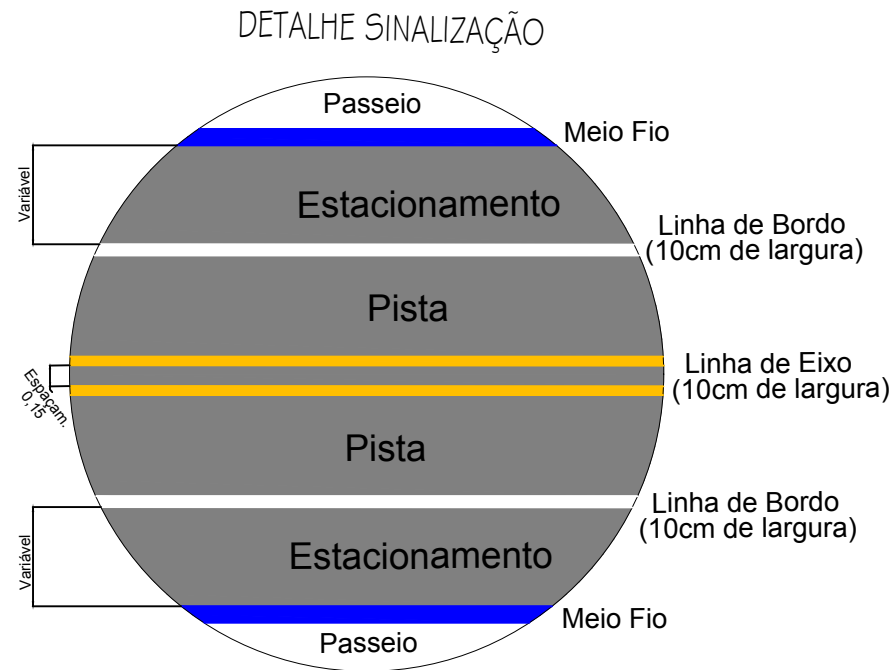 DETALHE SINALIZAÇÃO
Passeio
Meio Fio
Variável
Estacionamento
Linha de Bordo
(10cm de largura)
Pista
Linha de Eixo
(10cm de largura)
Espaçam.
0,15
Pista
Linha de Bordo
(10cm de largura)
Variável
Estacionamento
Meio Fio
Passeio